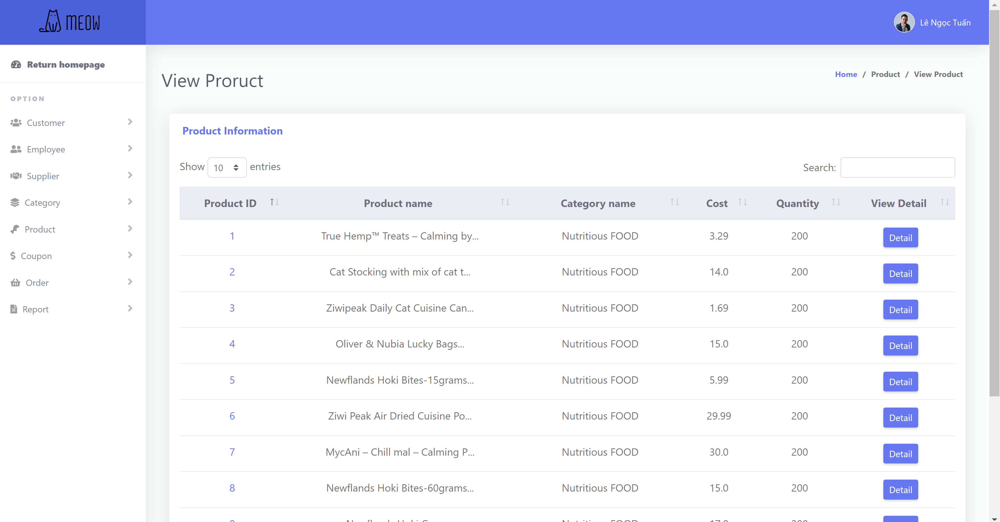 MEOW
Lê Ngọc Tuấn
Return homepage
OPTION
Customer
Employee
Supplier
Category
Product
Coupon
Order
Report
View Proruct
Home / Product / View Product
Product Information
Show 10 entries
Search:
Product ID Product name Category name Cost Quantity View Detail
1 True Hemp™ Treats – Calming by... Nutritious FOOD 3.29 200 Detail
2 Cat Stocking with mix of cat t... Nutritious FOOD 14.0 200 Detail
3 Ziwipeak Daily Cat Cuisine Can... Nutritious FOOD 1.69 200 Detail
4 Oliver & Nubia Lucky Bags... Nutritious FOOD 15.0 200 Detail
5 Newflands Hoki Bites-15grams... Nutritious FOOD 5.99 200 Detail
6 Ziwi Peak Air Dried Cuisine Po... Nutritious FOOD 29.99 200 Detail
7 MycAni – Chill mal – Calming P... Nutritious FOOD 30.0 200 Detail
8 Newflands Hoki Bites-60grams... Nutritious FOOD 15.0 200 Detail